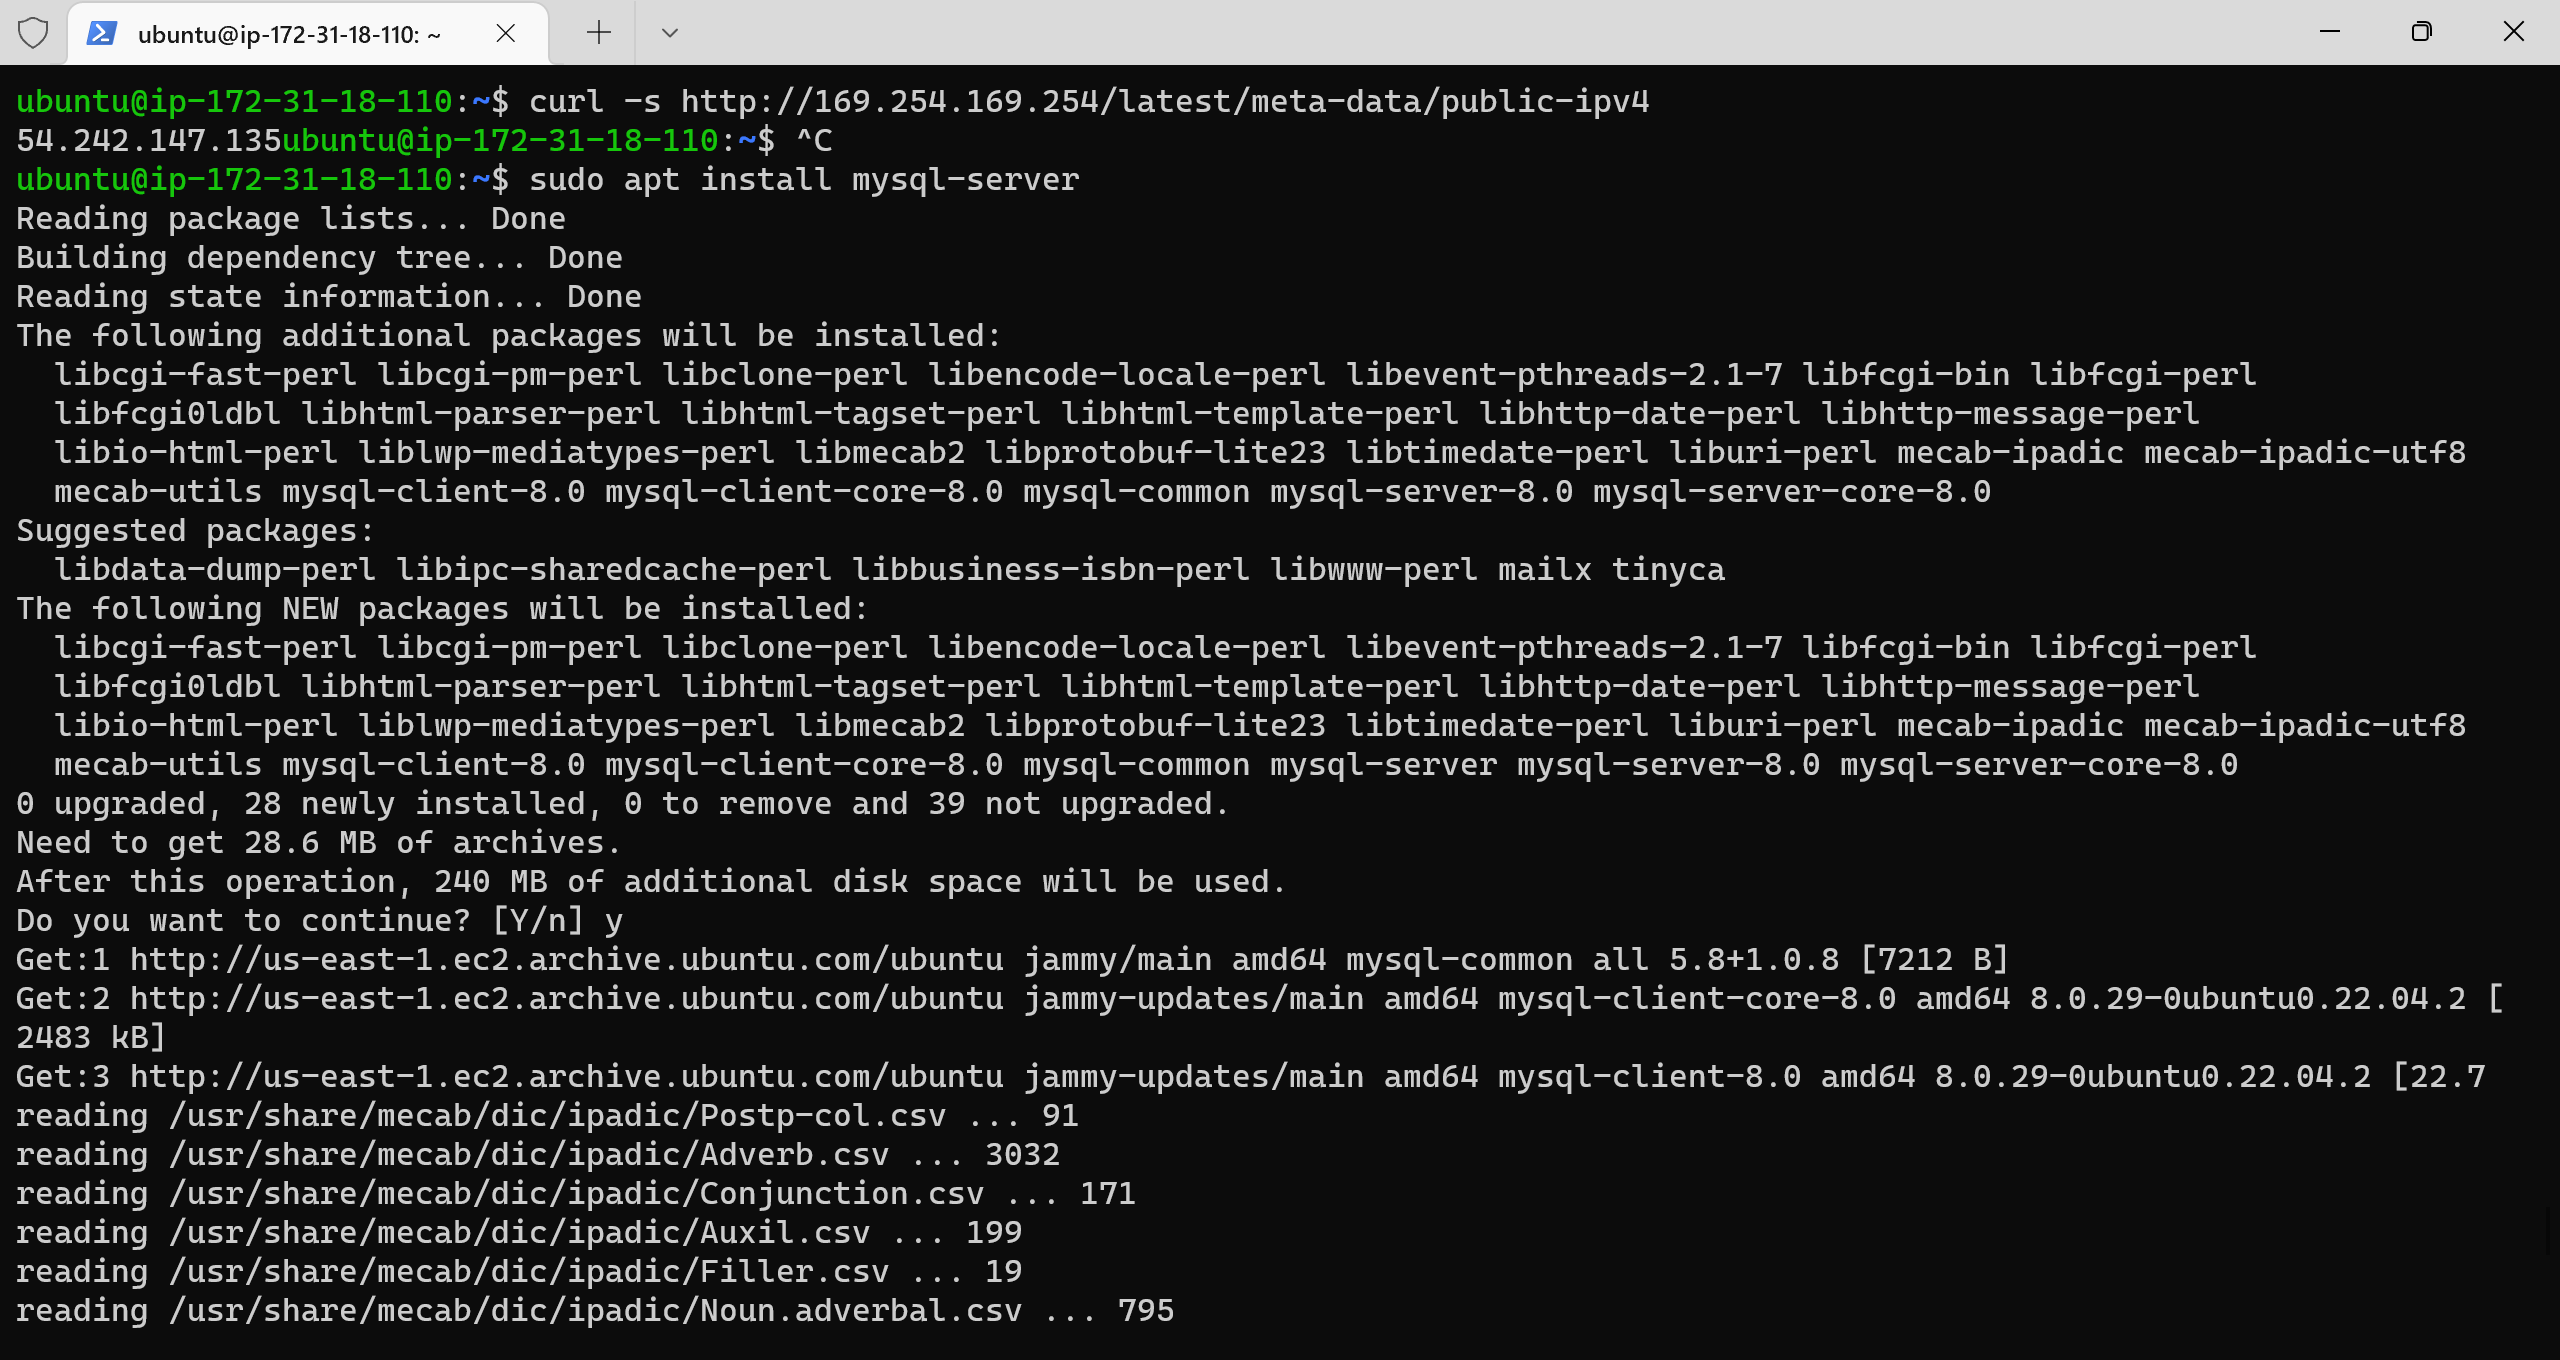 ubuntu@ip-172-31-18-110: ~
ubuntu@ip-172-31-18-110:~$ curl -s http://169.254.169.254/latest/meta-data/public-ipv4
54.242.147.135ubuntu@ip-172-31-18-110:~$ ^C
ubuntu@ip-172-31-18-110:~$ sudo apt install mysql-server
Reading package lists... Done
Building dependency tree... Done
Reading state information... Done
The following additional packages will be installed:
  libcgi-fast-perl libcgi-pm-perl libclone-perl libencode-locale-perl libevent-pthreads-2.1-7 libfcgi-bin libfcgi-perl
  libfcgi0ldbl libhtml-parser-perl libhtml-tagset-perl libhtml-template-perl libhttp-date-perl libhttp-message-perl
  libio-html-perl liblwp-mediatypes-perl libmecab2 libprotobuf-lite23 libtimedate-perl liburi-perl mecab-ipadic mecab-ipadic-utf8
  mecab-utils mysql-client-8.0 mysql-client-core-8.0 mysql-common mysql-server-8.0 mysql-server-core-8.0
Suggested packages:
  libdata-dump-perl libipc-sharedcache-perl libbusiness-isbn-perl libwww-perl mailx tinyca
The following NEW packages will be installed:
  libcgi-fast-perl libcgi-pm-perl libclone-perl libencode-locale-perl libevent-pthreads-2.1-7 libfcgi-bin libfcgi-perl
  libfcgi0ldbl libhtml-parser-perl libhtml-tagset-perl libhtml-template-perl libhttp-date-perl libhttp-message-perl
  libio-html-perl liblwp-mediatypes-perl libmecab2 libprotobuf-lite23 libtimedate-perl liburi-perl mecab-ipadic mecab-ipadic-utf8
  mecab-utils mysql-client-8.0 mysql-client-core-8.0 mysql-common mysql-server mysql-server-8.0 mysql-server-core-8.0
0 upgraded, 28 newly installed, 0 to remove and 39 not upgraded.
Need to get 28.6 MB of archives.
After this operation, 240 MB of additional disk space will be used.
Do you want to continue? [Y/n] y
Get:1 http://us-east-1.ec2.archive.ubuntu.com/ubuntu jammy/main amd64 mysql-common all 5.8+1.0.8 [7212 B]
Get:2 http://us-east-1.ec2.archive.ubuntu.com/ubuntu jammy-updates/main amd64 mysql-client-core-8.0 amd64 8.0.29-0ubuntu0.22.04.2 [
2483 kB]
Get:3 http://us-east-1.ec2.archive.ubuntu.com/ubuntu jammy-updates/main amd64 mysql-client-8.0 amd64 8.0.29-0ubuntu0.22.04.2 [22.7
reading /usr/share/mecab/dic/ipadic/Postp-col.csv ... 91
reading /usr/share/mecab/dic/ipadic/Adverb.csv ... 3032
reading /usr/share/mecab/dic/ipadic/Conjunction.csv ... 171
reading /usr/share/mecab/dic/ipadic/Auxil.csv ... 199
reading /usr/share/mecab/dic/ipadic/Filler.csv ... 19
reading /usr/share/mecab/dic/ipadic/Noun.adverbal.csv ... 795